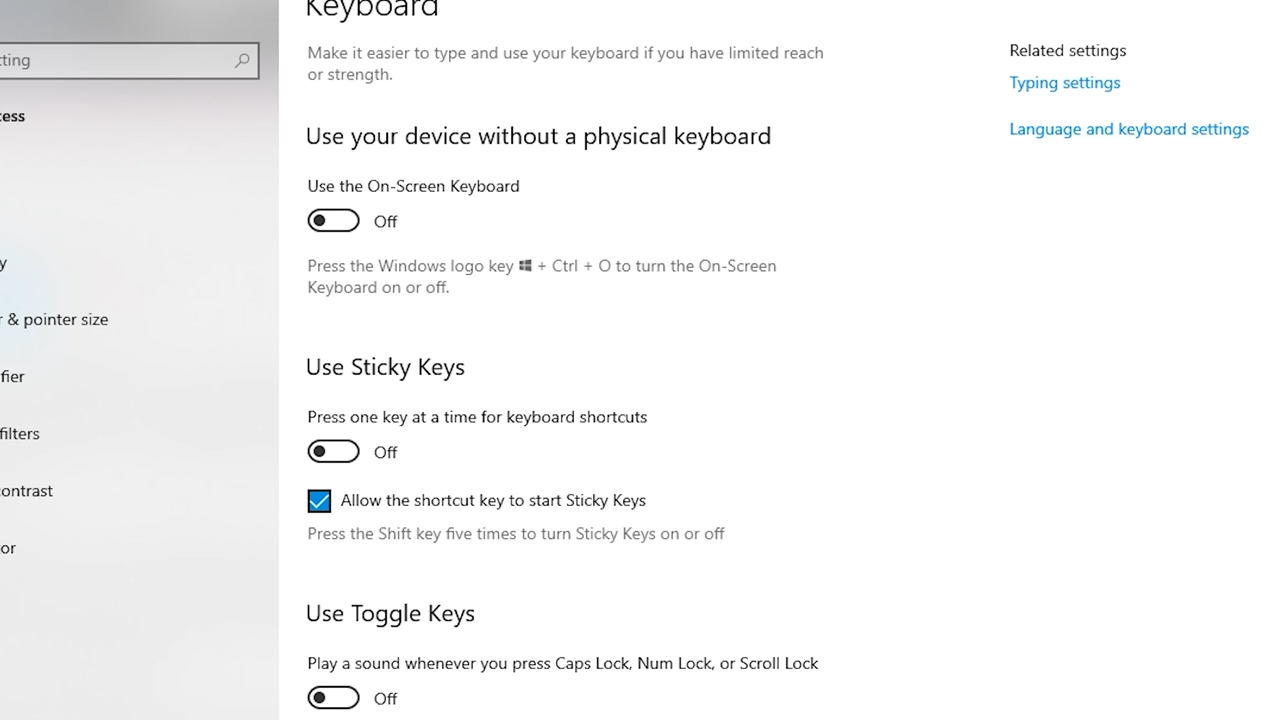 Keyboard
tting
Make it easier to type and use your keyboard if you have limited reach
or strength.
Related settings
Typing settings
cess
Use your device without a physical keyboard
Language and keyboard settings
Use the On-Screen Keyboard
Off
y
Press the Windows logo key + Ctrl + O to turn the On-Screen
Keyboard on or off.
r & pointer size
Use Sticky Keys
fier
Press one key at a time for keyboard shortcuts
filters
Off
contrast
Allow the shortcut key to start Sticky Keys
Press the Shift key five times to turn Sticky Keys on or off
tor
Use Toggle Keys
Play a sound whenever you press Caps Lock, Num Lock, or Scroll Lock
Off